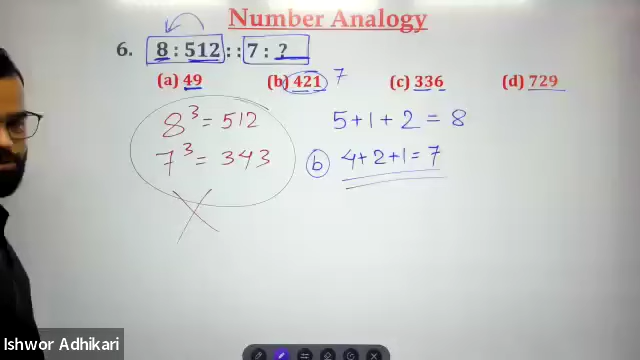 Number Analogy
6. 8 : 512 : : 7 : ?
(a) 49 (b) 421 7 (c) 336 (d) 729
8³ = 512 5 + 1 + 2 = 8
7³ = 343 (b) 4 + 2 + 1 = 7
Ishwor Adhikari